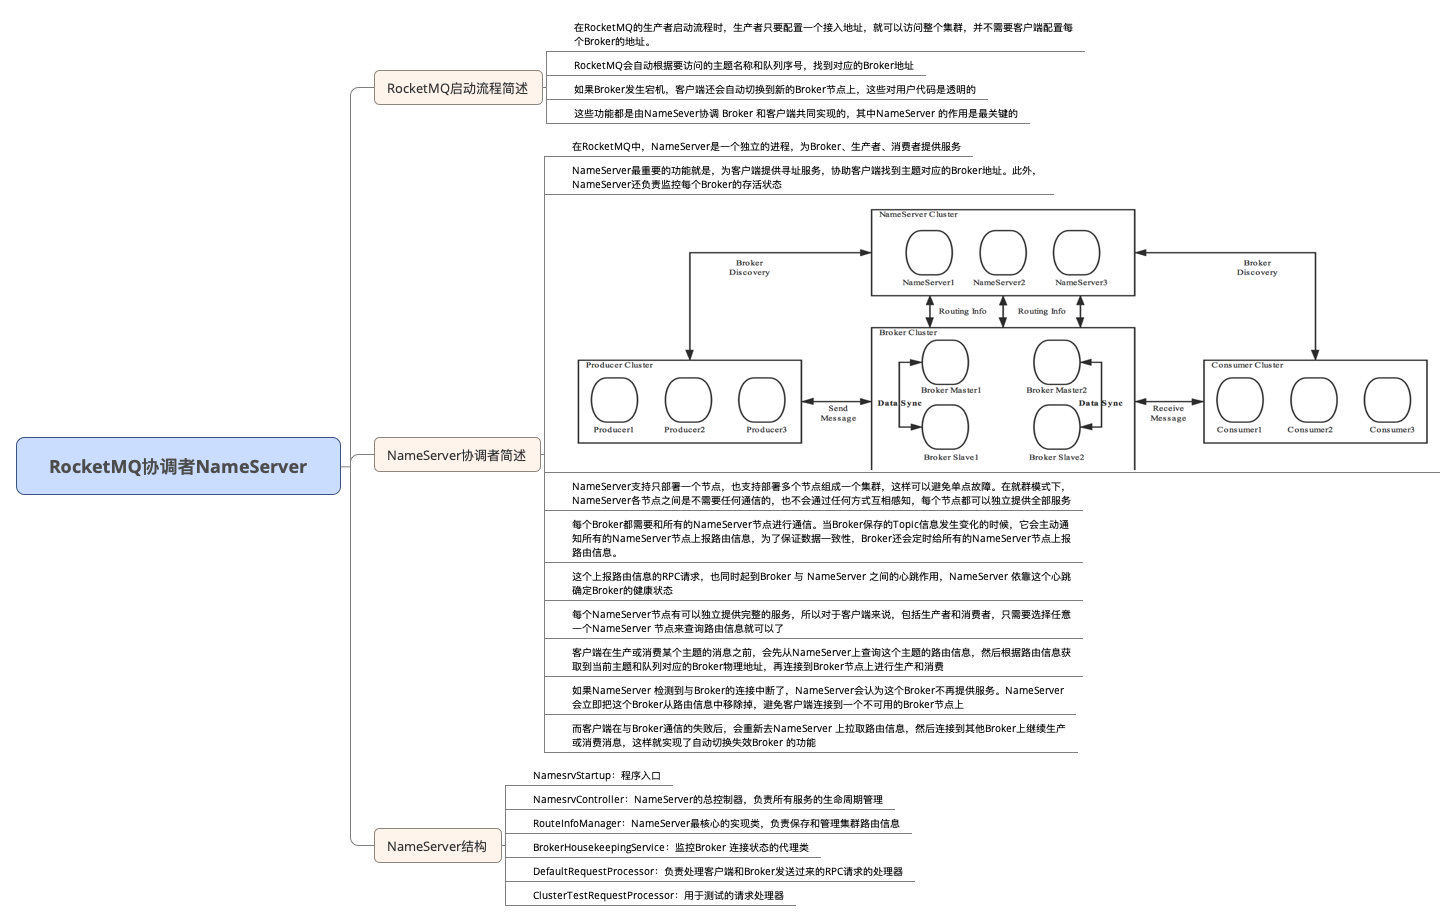 在RocketMQ的生产者启动流程时，生产者只要配置一个接入地址，就可以访问整个集群，并不需要客户端配置每
个Broker的地址。
RocketMQ会自动根据要访问的主题名称和队列序号，找到对应的Broker地址
RocketMQ启动流程简述
如果Broker发生宕机，客户端还会自动切换到新的Broker节点上，这些对用户代码是透明的
这些功能都是由NameSever协调 Broker 和客户端共同实现的，其中NameServer 的作用是最关键的
在RocketMQ中，NameServer是一个独立的进程，为Broker、生产者、消费者提供服务
NameServer最重要的功能就是，为客户端提供寻址服务，协助客户端找到主题对应的Broker地址。此外，
NameServer还负责监控每个Broker的存活状态
NameServer Cluster
NameServer1 NameServer2 NameServer3
Broker
Discovery
Broker
Discovery
Routing Info Routing Info
Broker Cluster
Broker Master1 Broker Master2
Data Sync Data Sync
Broker Slave1 Broker Slave2
Producer Cluster
Producer1 Producer2 Producer3
Send
Message
Receive
Message
Consumer Cluster
Consumer1 Consumer2 Consumer3
RocketMQ协调者NameServer
NameServer协调者简述
NameServer支持只部署一个节点，也支持部署多个节点组成一个集群，这样可以避免单点故障。在就群模式下，
NameServer各节点之间是不需要任何通信的，也不会通过任何方式互相感知，每个节点都可以独立提供全部服务
每个Broker都需要和所有的NameServer节点进行通信。当Broker保存的Topic信息发生变化的时候，它会主动通
知所有的NameServer节点上报路由信息，为了保证数据一致性，Broker还会定时给所有的NameServer节点上报
路由信息。
这个上报路由信息的RPC请求，也同时起到Broker 与 NameServer 之间的心跳作用，NameServer 依靠这个心跳
确定Broker的健康状态
每个NameServer节点有可以独立提供完整的服务，所以对于客户端来说，包括生产者和消费者，只需要选择任意
一个NameServer 节点来查询路由信息就可以了
客户端在生产或消费某个主题的消息之前，会先从NameServer上查询这个主题的路由信息，然后根据路由信息获
取到当前主题和队列对应的Broker物理地址，再连接到Broker节点上进行生产和消费
如果NameServer 检测到与Broker的连接中断了，NameServer会认为这个Broker不再提供服务。NameServer
会立即把这个Broker从路由信息中移除掉，避免客户端连接到一个不可用的Broker节点上
而客户端在与Broker通信的失败后，会重新去NameServer 上拉取路由信息，然后连接到其他Broker上继续生产
或消费消息，这样就实现了自动切换失效Broker 的功能
NamesrvStartup：程序入口
NamesrvController：NameServer的总控制器，负责所有服务的生命周期管理
RouteInfoManager：NameServer最核心的实现类，负责保存和管理集群路由信息
NameServer结构
BrokerHousekeepingService：监控Broker 连接状态的代理类
DefaultRequestProcessor：负责处理客户端和Broker发送过来的RPC请求的处理器
ClusterTestRequestProcessor：用于测试的请求处理器